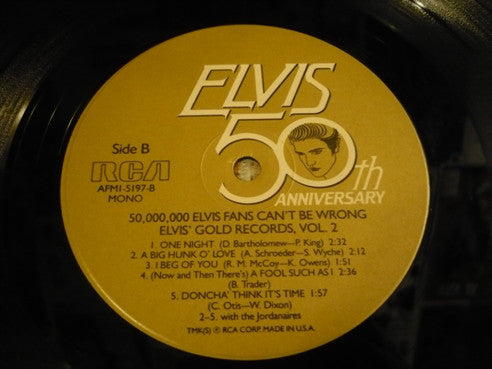 ELVIS
50th
ANNIVERSARY
Side B
RCA
AFM1-5197-B
MONO
50,000,000 ELVIS FANS CAN'T BE WRONG
ELVIS' GOLD RECORDS, VOL. 2
1. ONE NIGHT (D. Bartholomew—P. King) 2:32
2. A BIG HUNK O' LOVE (A. Schroeder—S. Wyche) 2:12
3. I BEG OF YOU (R. M. McCoy—K. Owens) 1:51
4. (Now and Then There's) A FOOL SUCH AS I 2:36
(B. Trader)
5. DONCHA' THINK IT'S TIME 1:57
(C. Otis—W. Dixon)
2-5. with the Jordanaires
TMK(S) ® RCA CORP. MADE IN U.S.A.